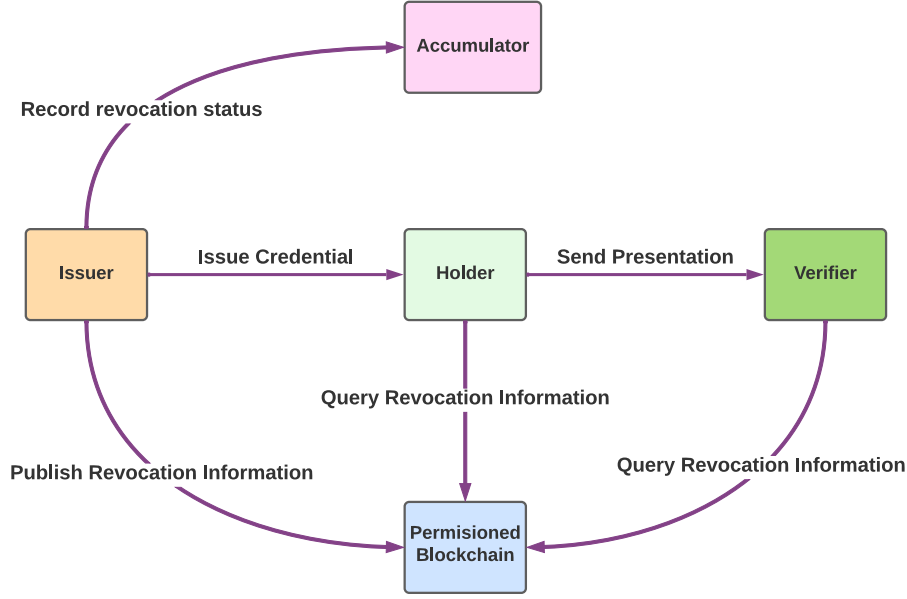 Accumulator
Record revocation status
Issue Credential
Send Presentation
Issuer
Holder
Verifier
Query Revocation Information
Query Revocation Information
Publish Revocation Information
Permisioned
Blockchain